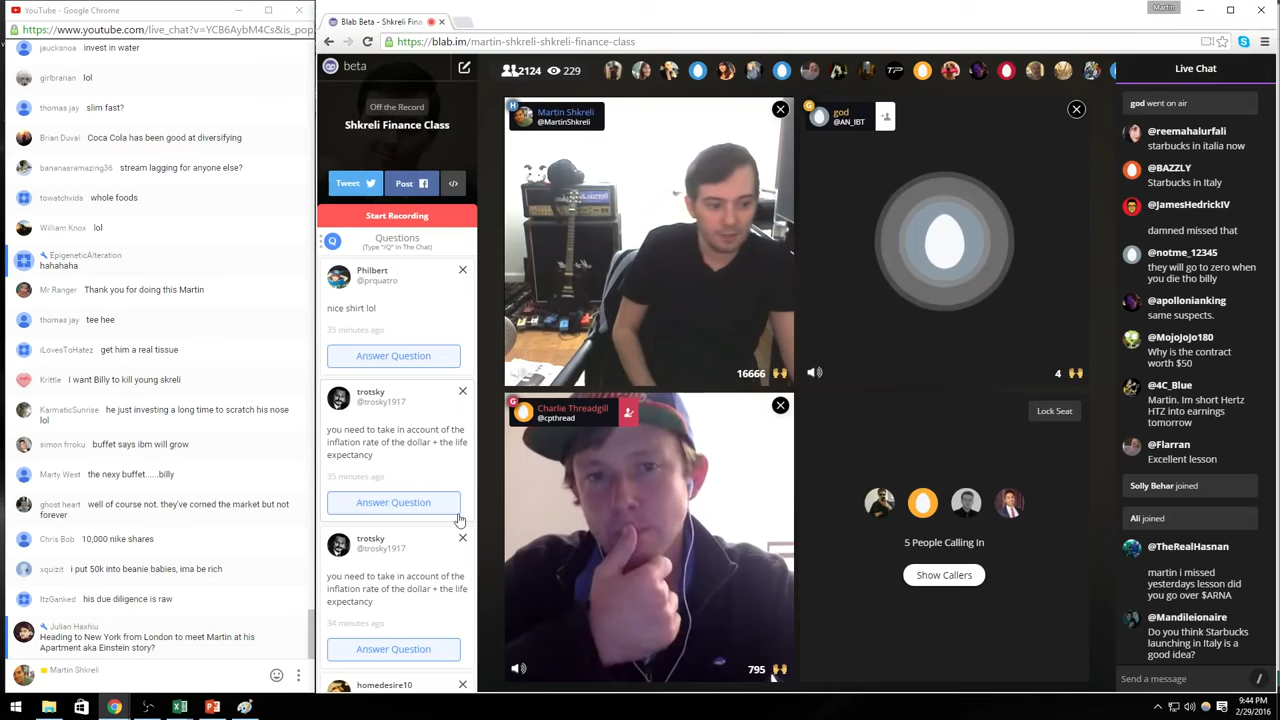 YouTube - Google Chrome
https://www.youtube.com/live_chat?v=YCB6AybM4Cs&is_pop
jaucksnoa invest in water
girlbrarian lol
thomas jay slim fast?
Brian Duval Coca Cola has been good at diversifying
bananasramazing36 stream lagging for anyone else?
towatchvids whole foods
William Knox lol
EpigeneticAlteration
hahahaha
Mr Ranger Thank you for doing this Martin
thomas jay tee hee
iLovesToHatez get him a real tissue
Krittle I want Billy to kill young skreli
KarmaticSunrise he just investing a long time to scratch his nose
lol
simon frroku buffet says ibm will grow
Marty West the nexy buffet......billy
ghost heart well of course not. they've corned the market but not
forever
Chris Bob 10,000 nike shares
xquizit i put 50k into beanie babies, ima be rich
ItzGanked his due diligence is raw
Julian Haxhiu
Heading to New York from London to meet Martin at his
Apartment aka Einstein story?
Martin Shkreli
Martin
Blab Beta - Shkreli Finan
https://blab.im/martin-shkreli-shkreli-finance-class
beta
Off the Record
Shkreli Finance Class
Tweet
Post
</>
Start Recording
Q
Questions
(Type "/Q" In The Chat)
Philbert
@prquatro
nice shirt lol
35 minutes ago
Answer Question
trotsky
@trosky1917
you need to take in account of the
inflation rate of the dollar + the life
expectancy
35 minutes ago
Answer Question
trotsky
@trosky1917
you need to take in account of the
inflation rate of the dollar + the life
expectancy
34 minutes ago
Answer Question
homedesire10
2124 229
TP
H
Martin Shkreli
@MartinShkreli
16666
G
god
@AN_IBT
4
G
Charlie Threadgill
@cpthread
795
Lock Seat
5 People Calling In
Show Callers
Live Chat
god went on air
@reemahalurfali
starbucks in italia now
@BAZZLY
Starbucks in Italy
@JamesHedrickIV
damned missed that
@notme_12345
they will go to zero when
you die tho billy
@apollonianking
same suspects.
@MojoJojo180
Why is the contract
worth $50
@4C_Blue
Martin. Im short Hertz
HTZ into earnings
tomorrow
@Flarran
Excellent lesson
Solly Behar joined
Ali joined
@TheRealHasnan
martin i missed
yesterdays lesson did
you go over $ARNA
@Mandileionaire
Do you think Starbucks
launching in Italy is a
good idea?
Send a message
/
9:44 PM
2/29/2016